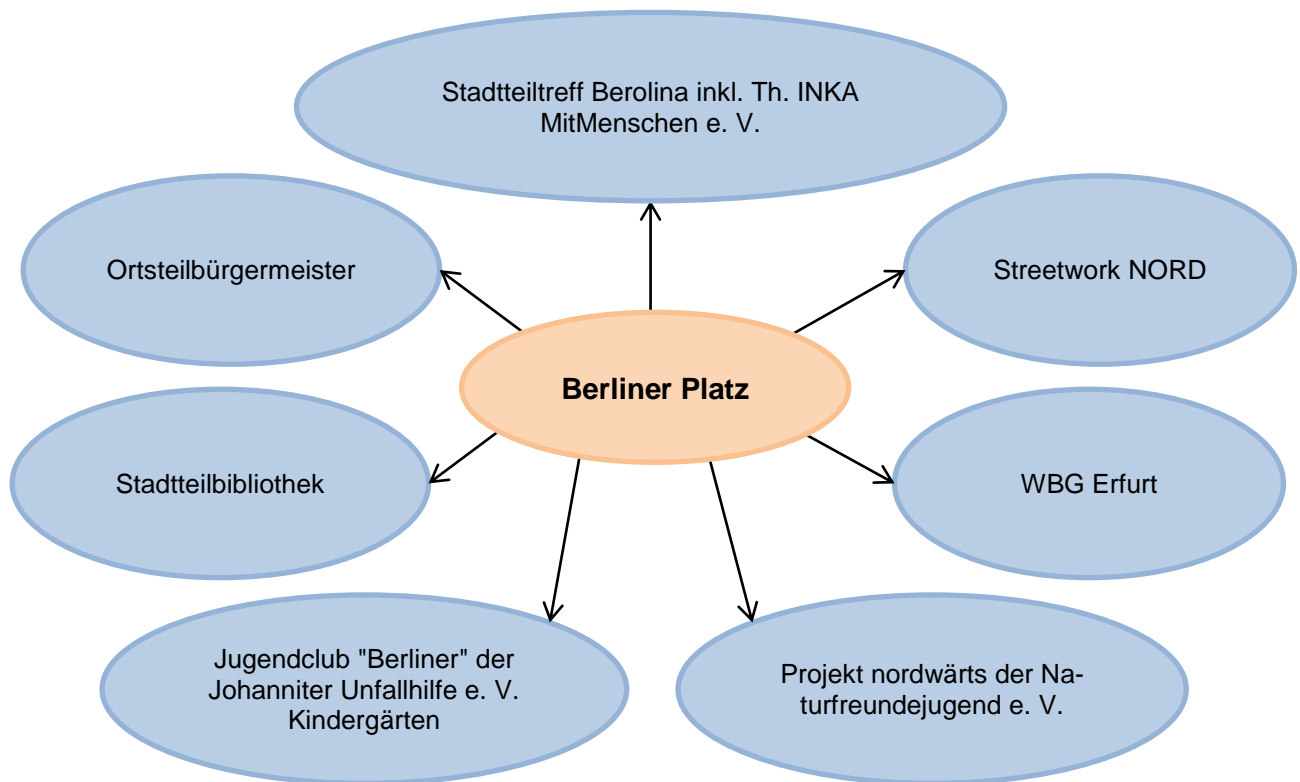 Stadtteiltreff Berolina inkl. Th. INKA
MitMenschen e. V.
Ortsteilbürgermeister
Streetwork NORD
Berliner Platz
Stadtteilbibliothek
WBG Erfurt
Jugendclub "Berliner" der
Johanniter Unfallhilfe e. V.
Kindergärten
Projekt nordwärts der Na-
turfreundejugend e. V.